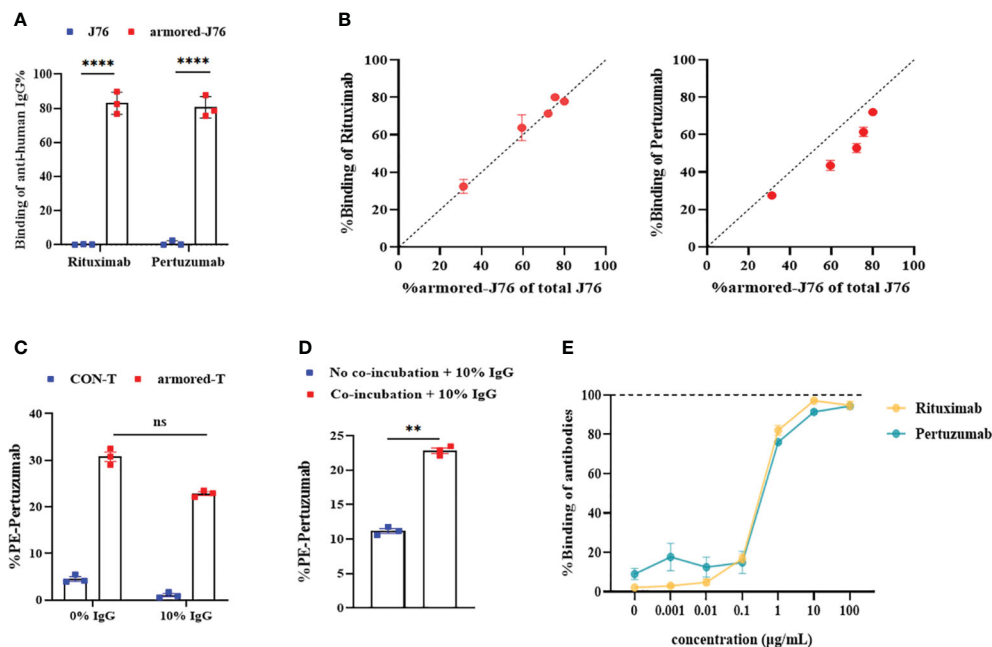 A
J76 armored-J76
**** ****
Binding of anti-human IgG%
100
80
60
40
20
0
Rituximab Pertuzumab
B
%Binding of Rituximab
100
80
60
40
20
0
0 20 40 60 80 100
%armored-J76 of total J76
%Binding of Pertuzumab
100
80
60
40
20
0
0 20 40 60 80 100
%armored-J76 of total J76
C
CON-T armored-T
%PE-Pertuzumab
40
30
20
10
0
ns
0% IgG 10% IgG
D
No co-incubation + 10% IgG
Co-incubation + 10% IgG
%PE-Pertuzumab
25
20
15
10
5
0
**
E
%Binding of antibodies
100
80
60
40
20
0
0 0.001 0.01 0.1 1 10 100
concentration (µg/mL)
Rituximab
Pertuzumab